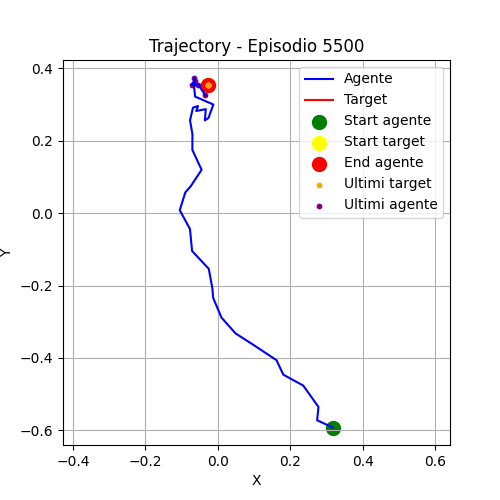 Trajectory - Episodio 5500
Agente
Target
Start agente
Start target
End agente
Ultimi target
Ultimi agente
0.4
0.2
0.0
−0.2
−0.4
−0.6
Y
−0.4
−0.2
0.0
0.2
0.4
0.6
X